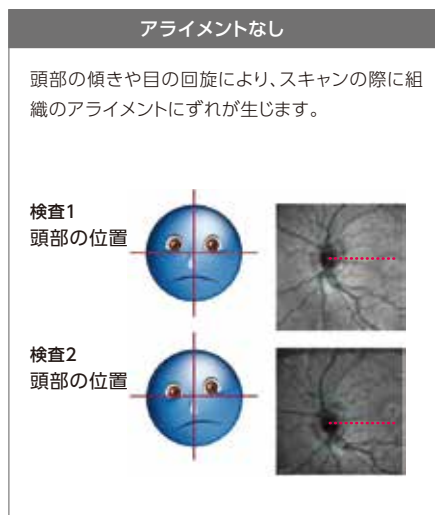 アライメントなし
頭部の傾きや目の回旋により、スキャンの際に組
織のアライメントにずれが生じます。
検査1
頭部の位置
検査2
頭部の位置